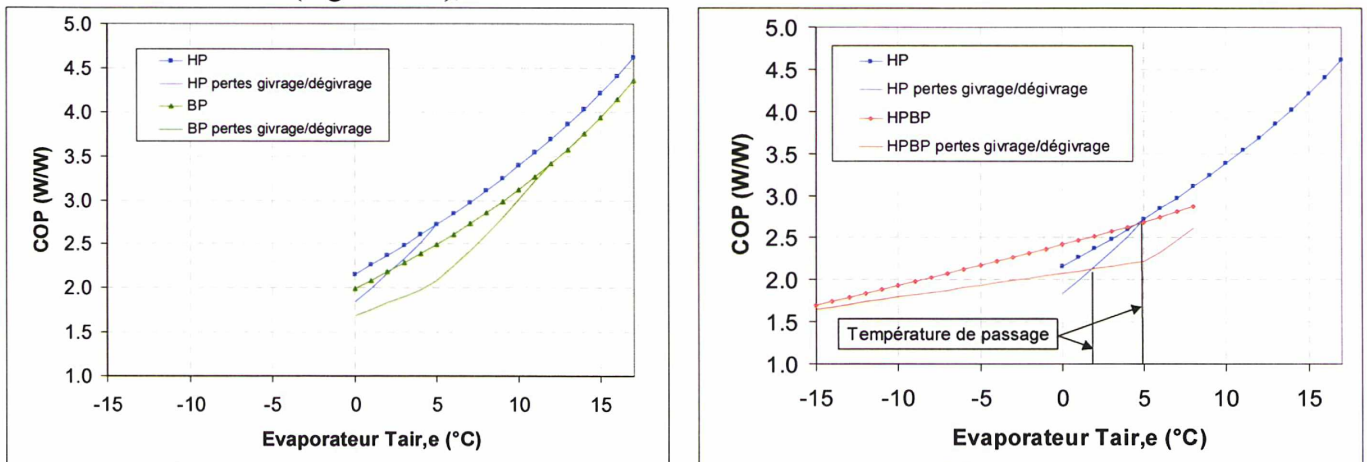 5.0
4.5
4.0
3.5
3.0
2.5
2.0
1.5
1.0
COP (W/W)
HP
HP pertes givrage/dégivrage
BP
BP pertes givrage/dégivrage
-15 -10 -5 0 5 10 15
Evaporateur Tair,e (°C)
5.0
4.5
4.0
3.5
3.0
2.5
2.0
1.5
1.0
COP (W/W)
HP
HP pertes givrage/dégivrage
HPBP
HPBP pertes givrage/dégivrage
Température de passage
-15 -10 -5 0 5 10 15
Evaporateur Tair,e (°C)